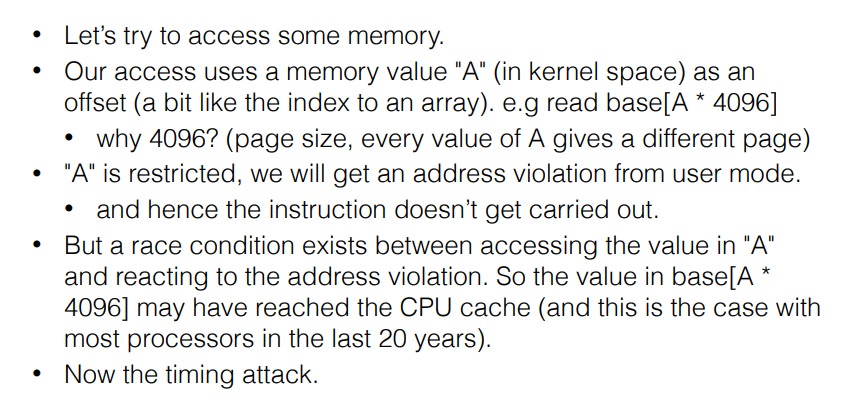 • Let’s try to access some memory.
• Our access uses a memory value "A" (in kernel space) as an
offset (a bit like the index to an array). e.g read base[A * 4096]
• why 4096? (page size, every value of A gives a different page)
• "A" is restricted, we will get an address violation from user mode.
• and hence the instruction doesn’t get carried out.
• But a race condition exists between accessing the value in "A"
and reacting to the address violation. So the value in base[A *
4096] may have reached the CPU cache (and this is the case with
most processors in the last 20 years).
• Now the timing attack.